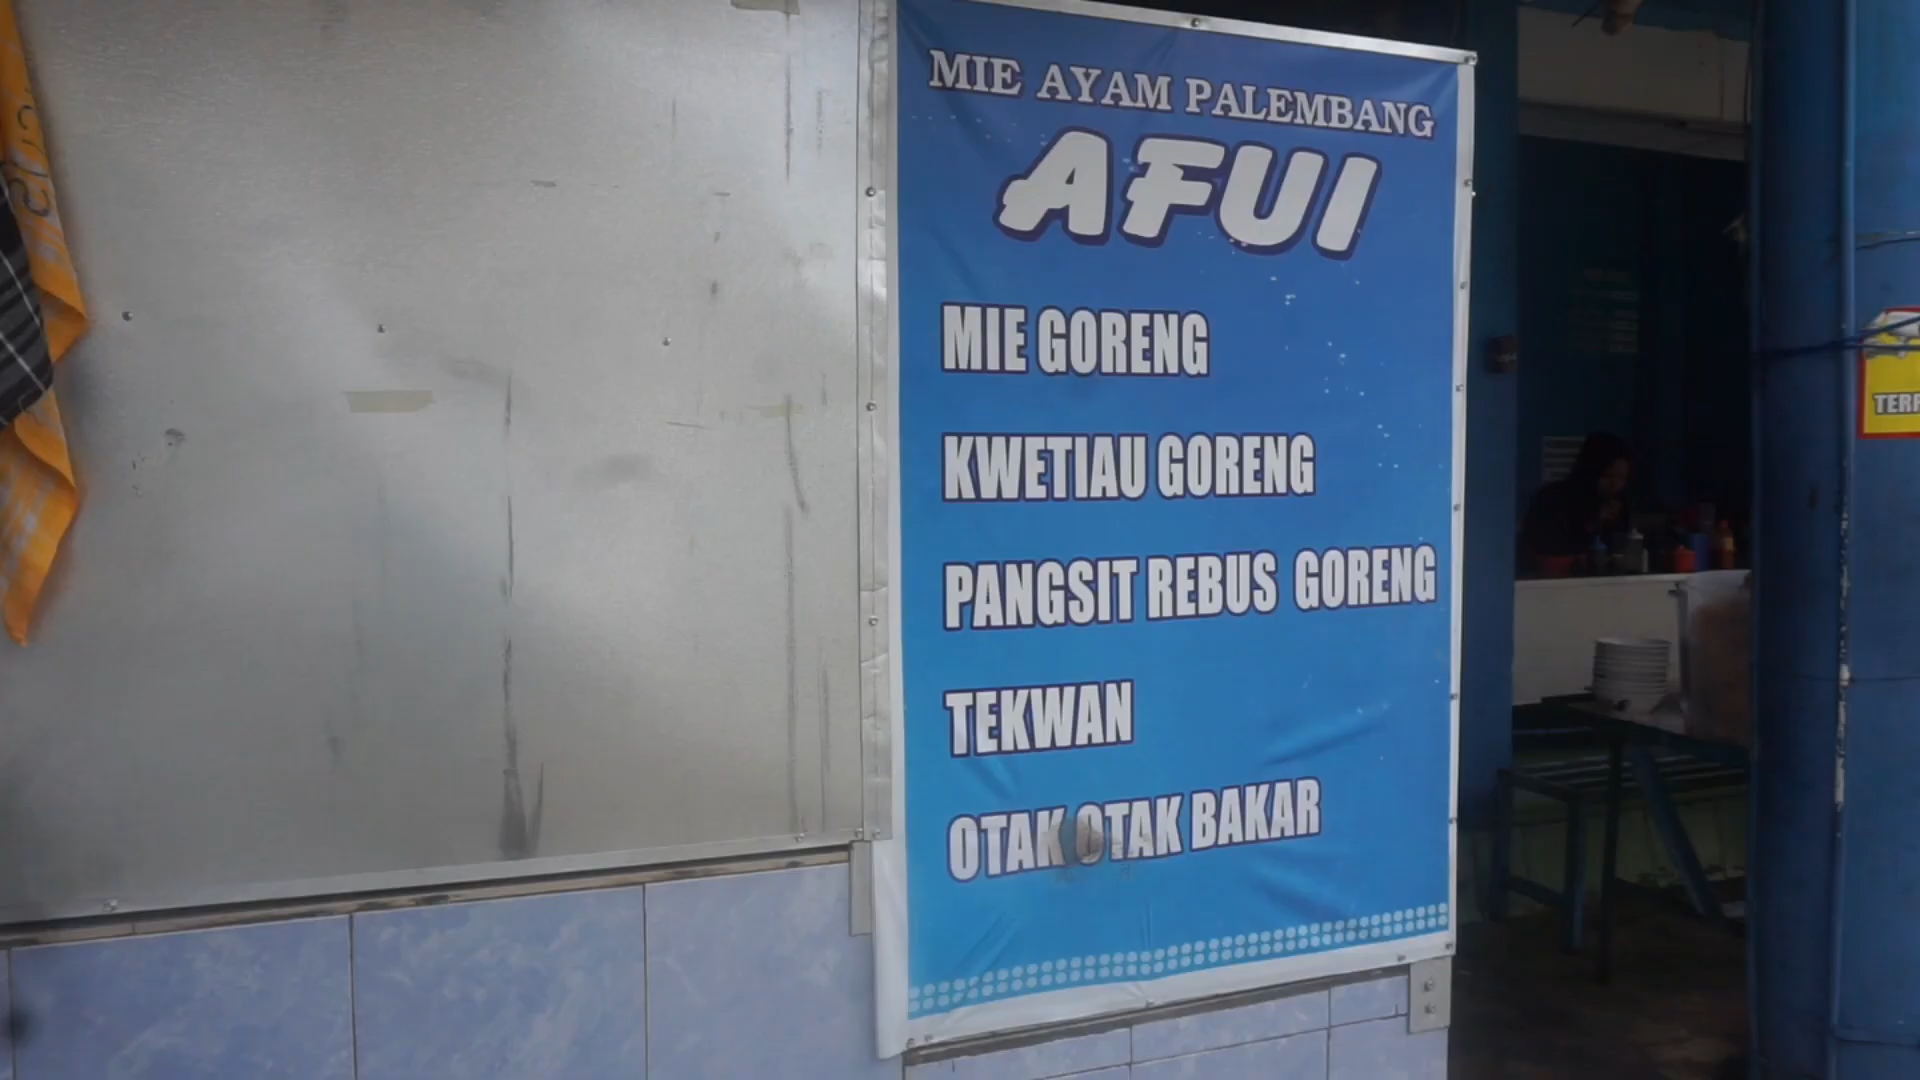 MIE AYAM PALEMBANG
AFUI
MIE GORENG
KWETIAU GORENG
PANGSIT REBUS GORENG
TEKWAN
OTAK OTAK BAKAR